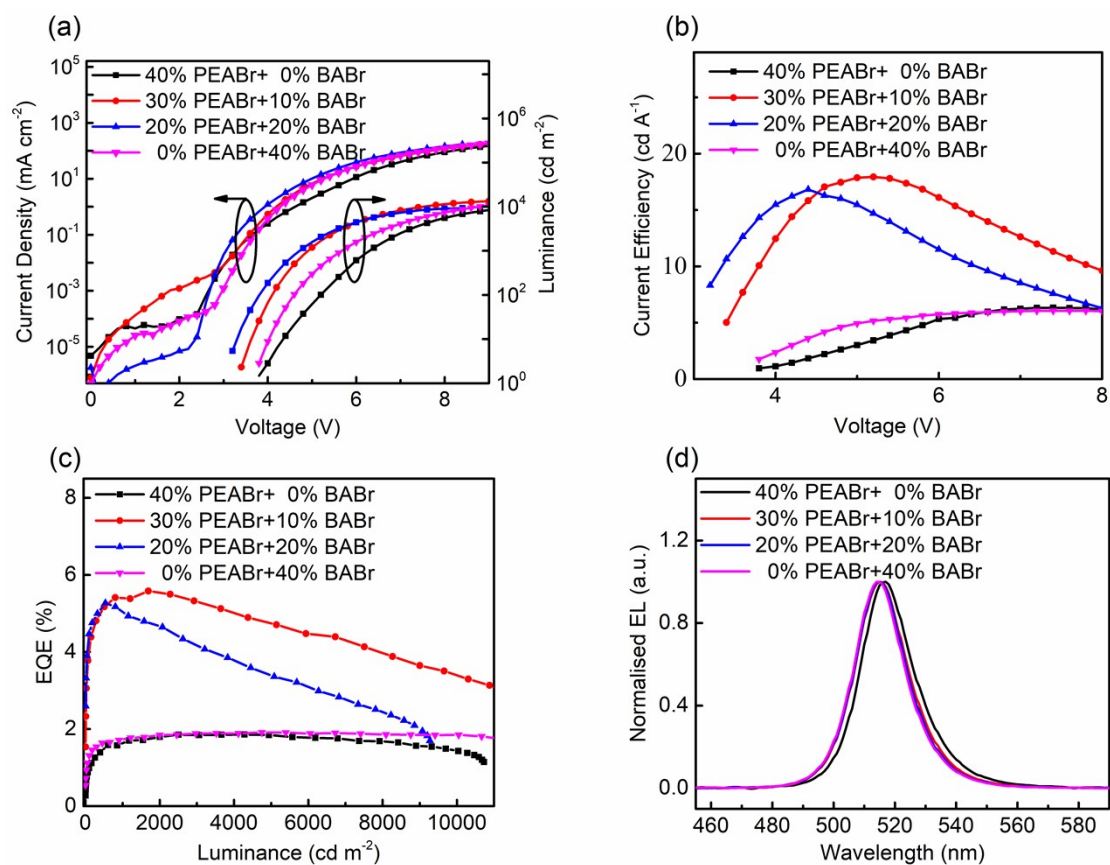 (a)
40% PEABr+ 0% BABr
30% PEABr+10% BABr
20% PEABr+20% BABr
0% PEABr+40% BABr
Current Density (mA cm-2)
10^5
10^3
10^1
10^-1
10^-3
10^-5
Luminance (cd m-2)
10^6
10^4
10^2
10^0
0 2 4 6 8
Voltage (V)
(b)
40% PEABr+ 0% BABr
30% PEABr+10% BABr
20% PEABr+20% BABr
0% PEABr+40% BABr
Current Efficiency (cd A-1)
20
10
0
4 6 8
Voltage (V)
(c)
40% PEABr+ 0% BABr
30% PEABr+10% BABr
20% PEABr+20% BABr
0% PEABr+40% BABr
EQE (%)
8
6
4
2
0
0 2000 4000 6000 8000 10000
Luminance (cd m-2)
(d)
40% PEABr+ 0% BABr
30% PEABr+10% BABr
20% PEABr+20% BABr
0% PEABr+40% BABr
Normalised EL (a.u.)
1.2
0.8
0.4
0.0
460 480 500 520 540 560 580
Wavelength (nm)